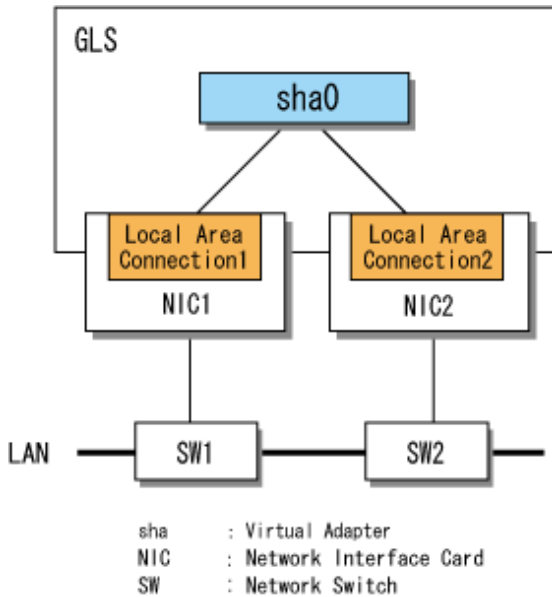 GLS
sha0
Local Area
Connection1
Local Area
Connection2
NIC1
NIC2
LAN
SW1
SW2
sha : Virtual Adapter
NIC : Network Interface Card
SW : Network Switch